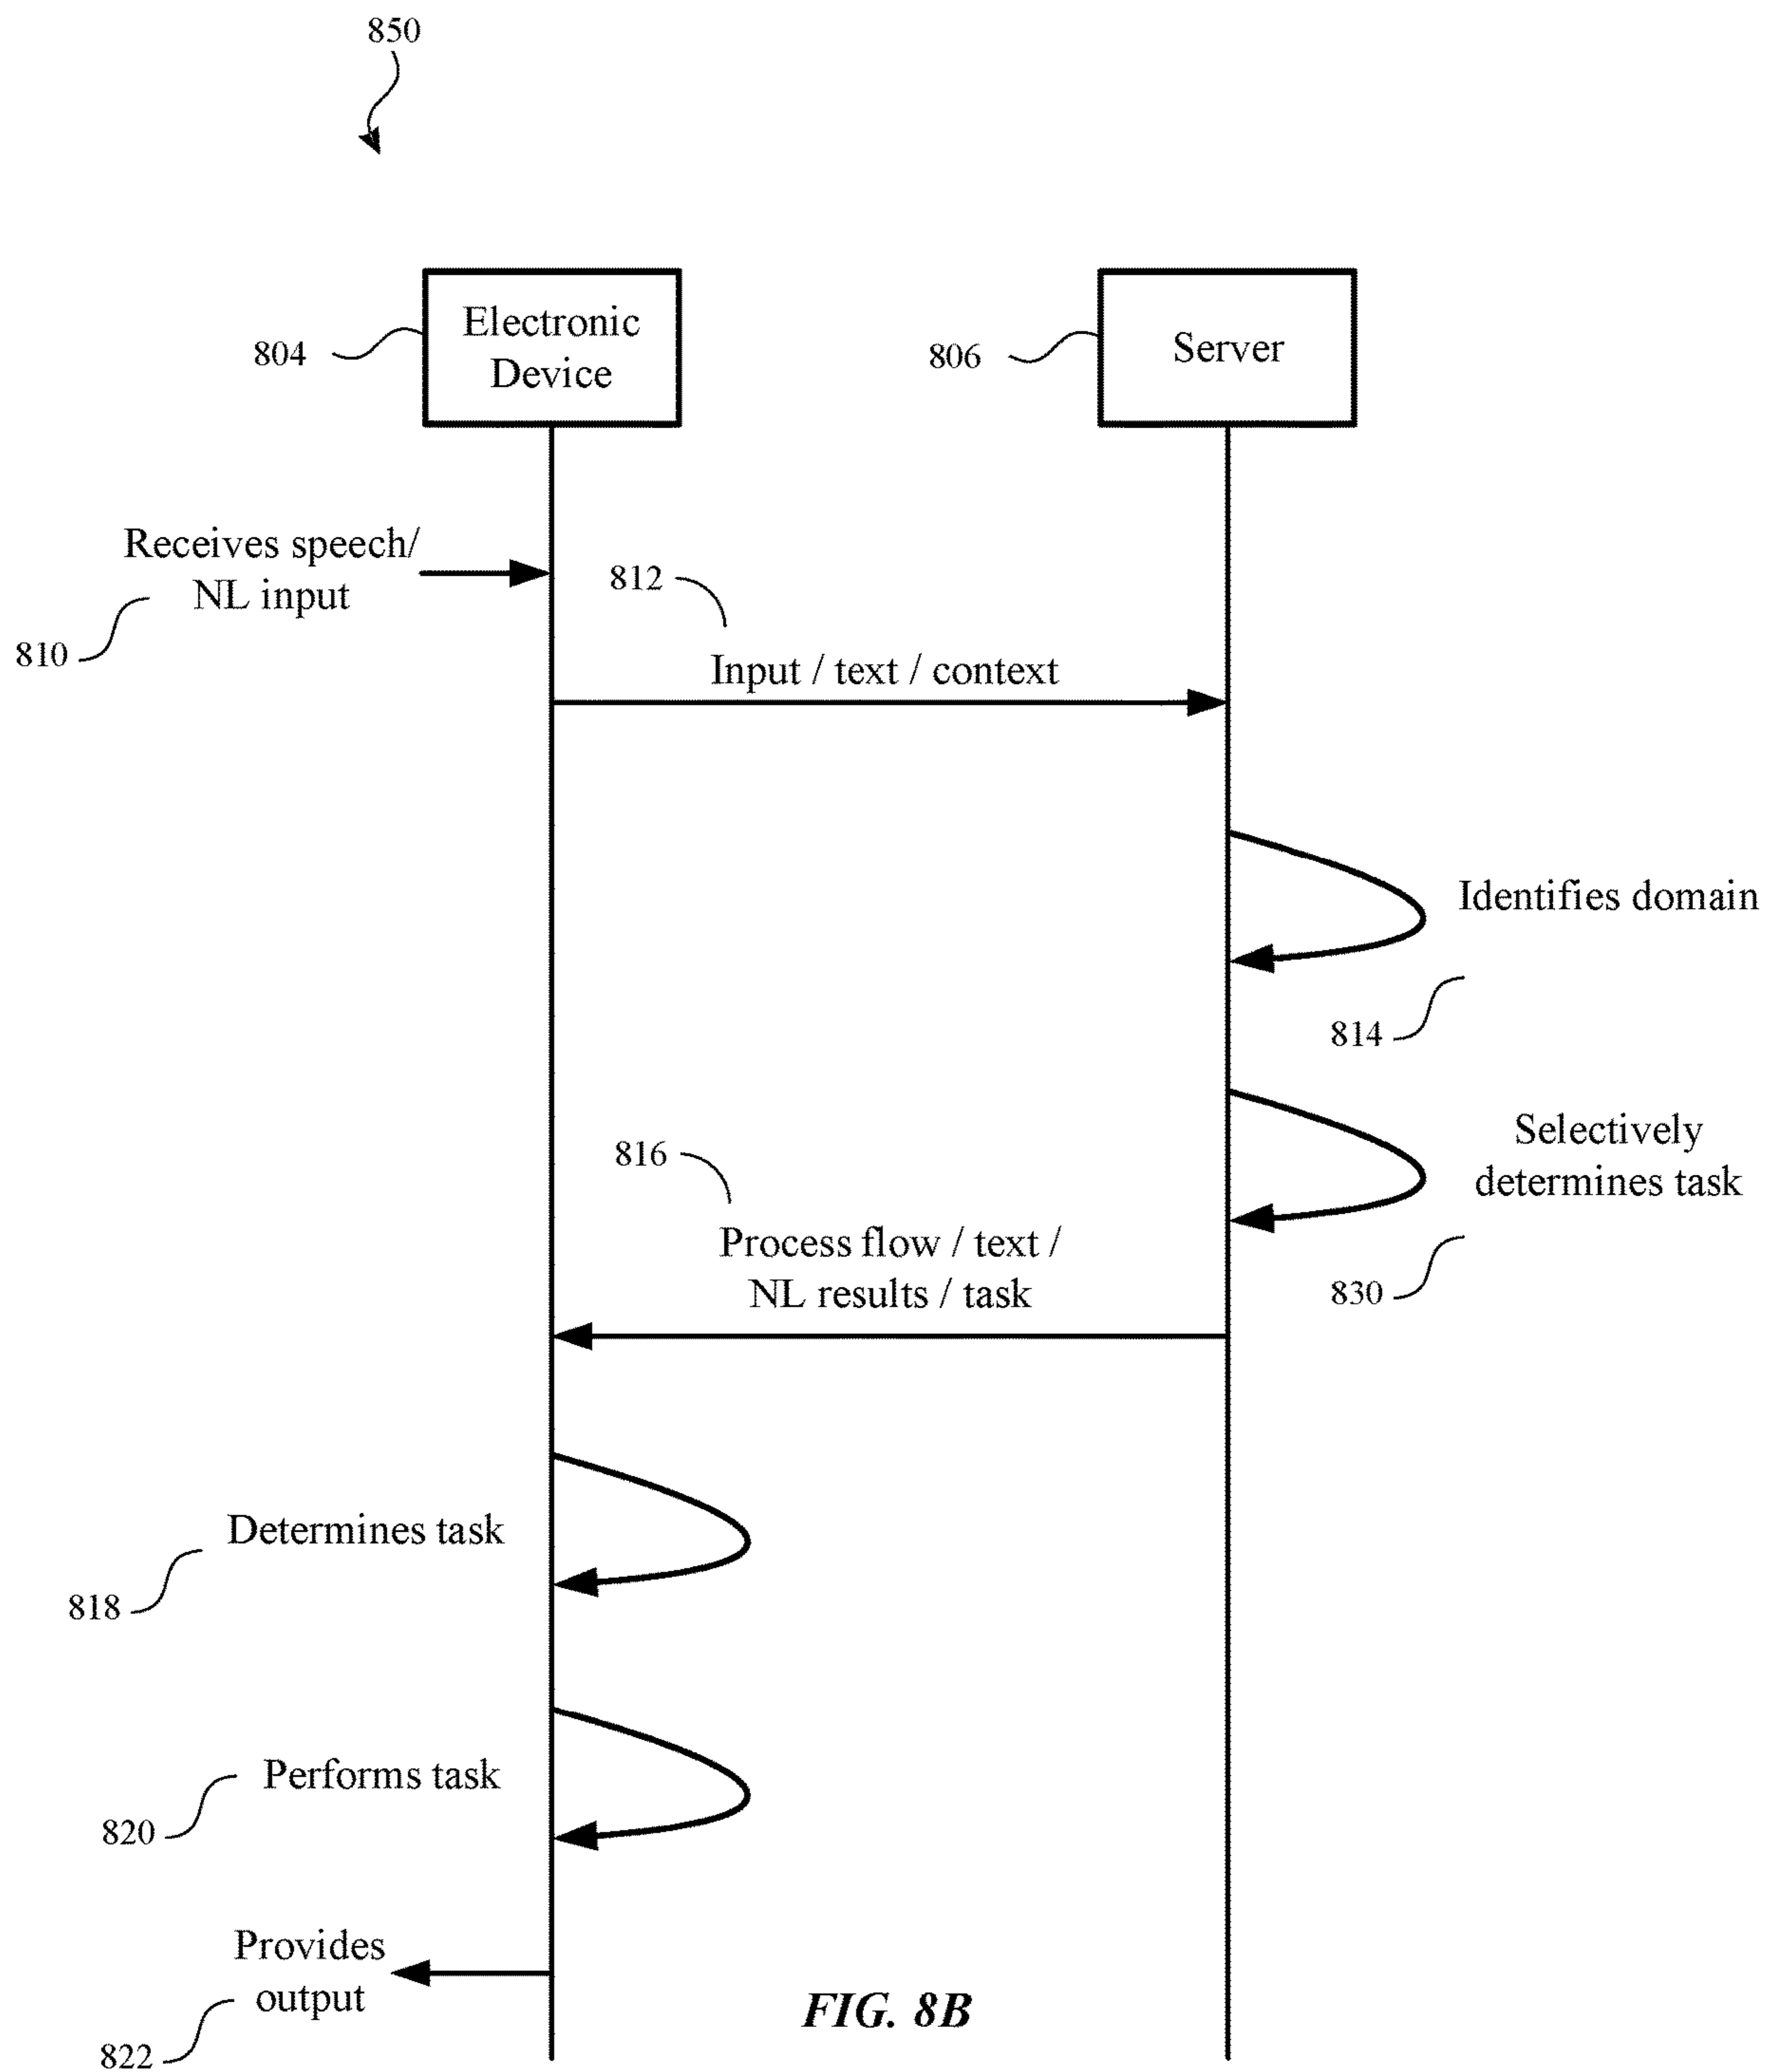 850
Electronic
Device
804
Server
806
Receives speech/
NL input
810
812
Input / text / context
Identifies domain
814
Selectively
determines task
830
816
Process flow / text /
NL results / task
Determines task
818
Performs task
820
Provides
output
822
FIG. 8B